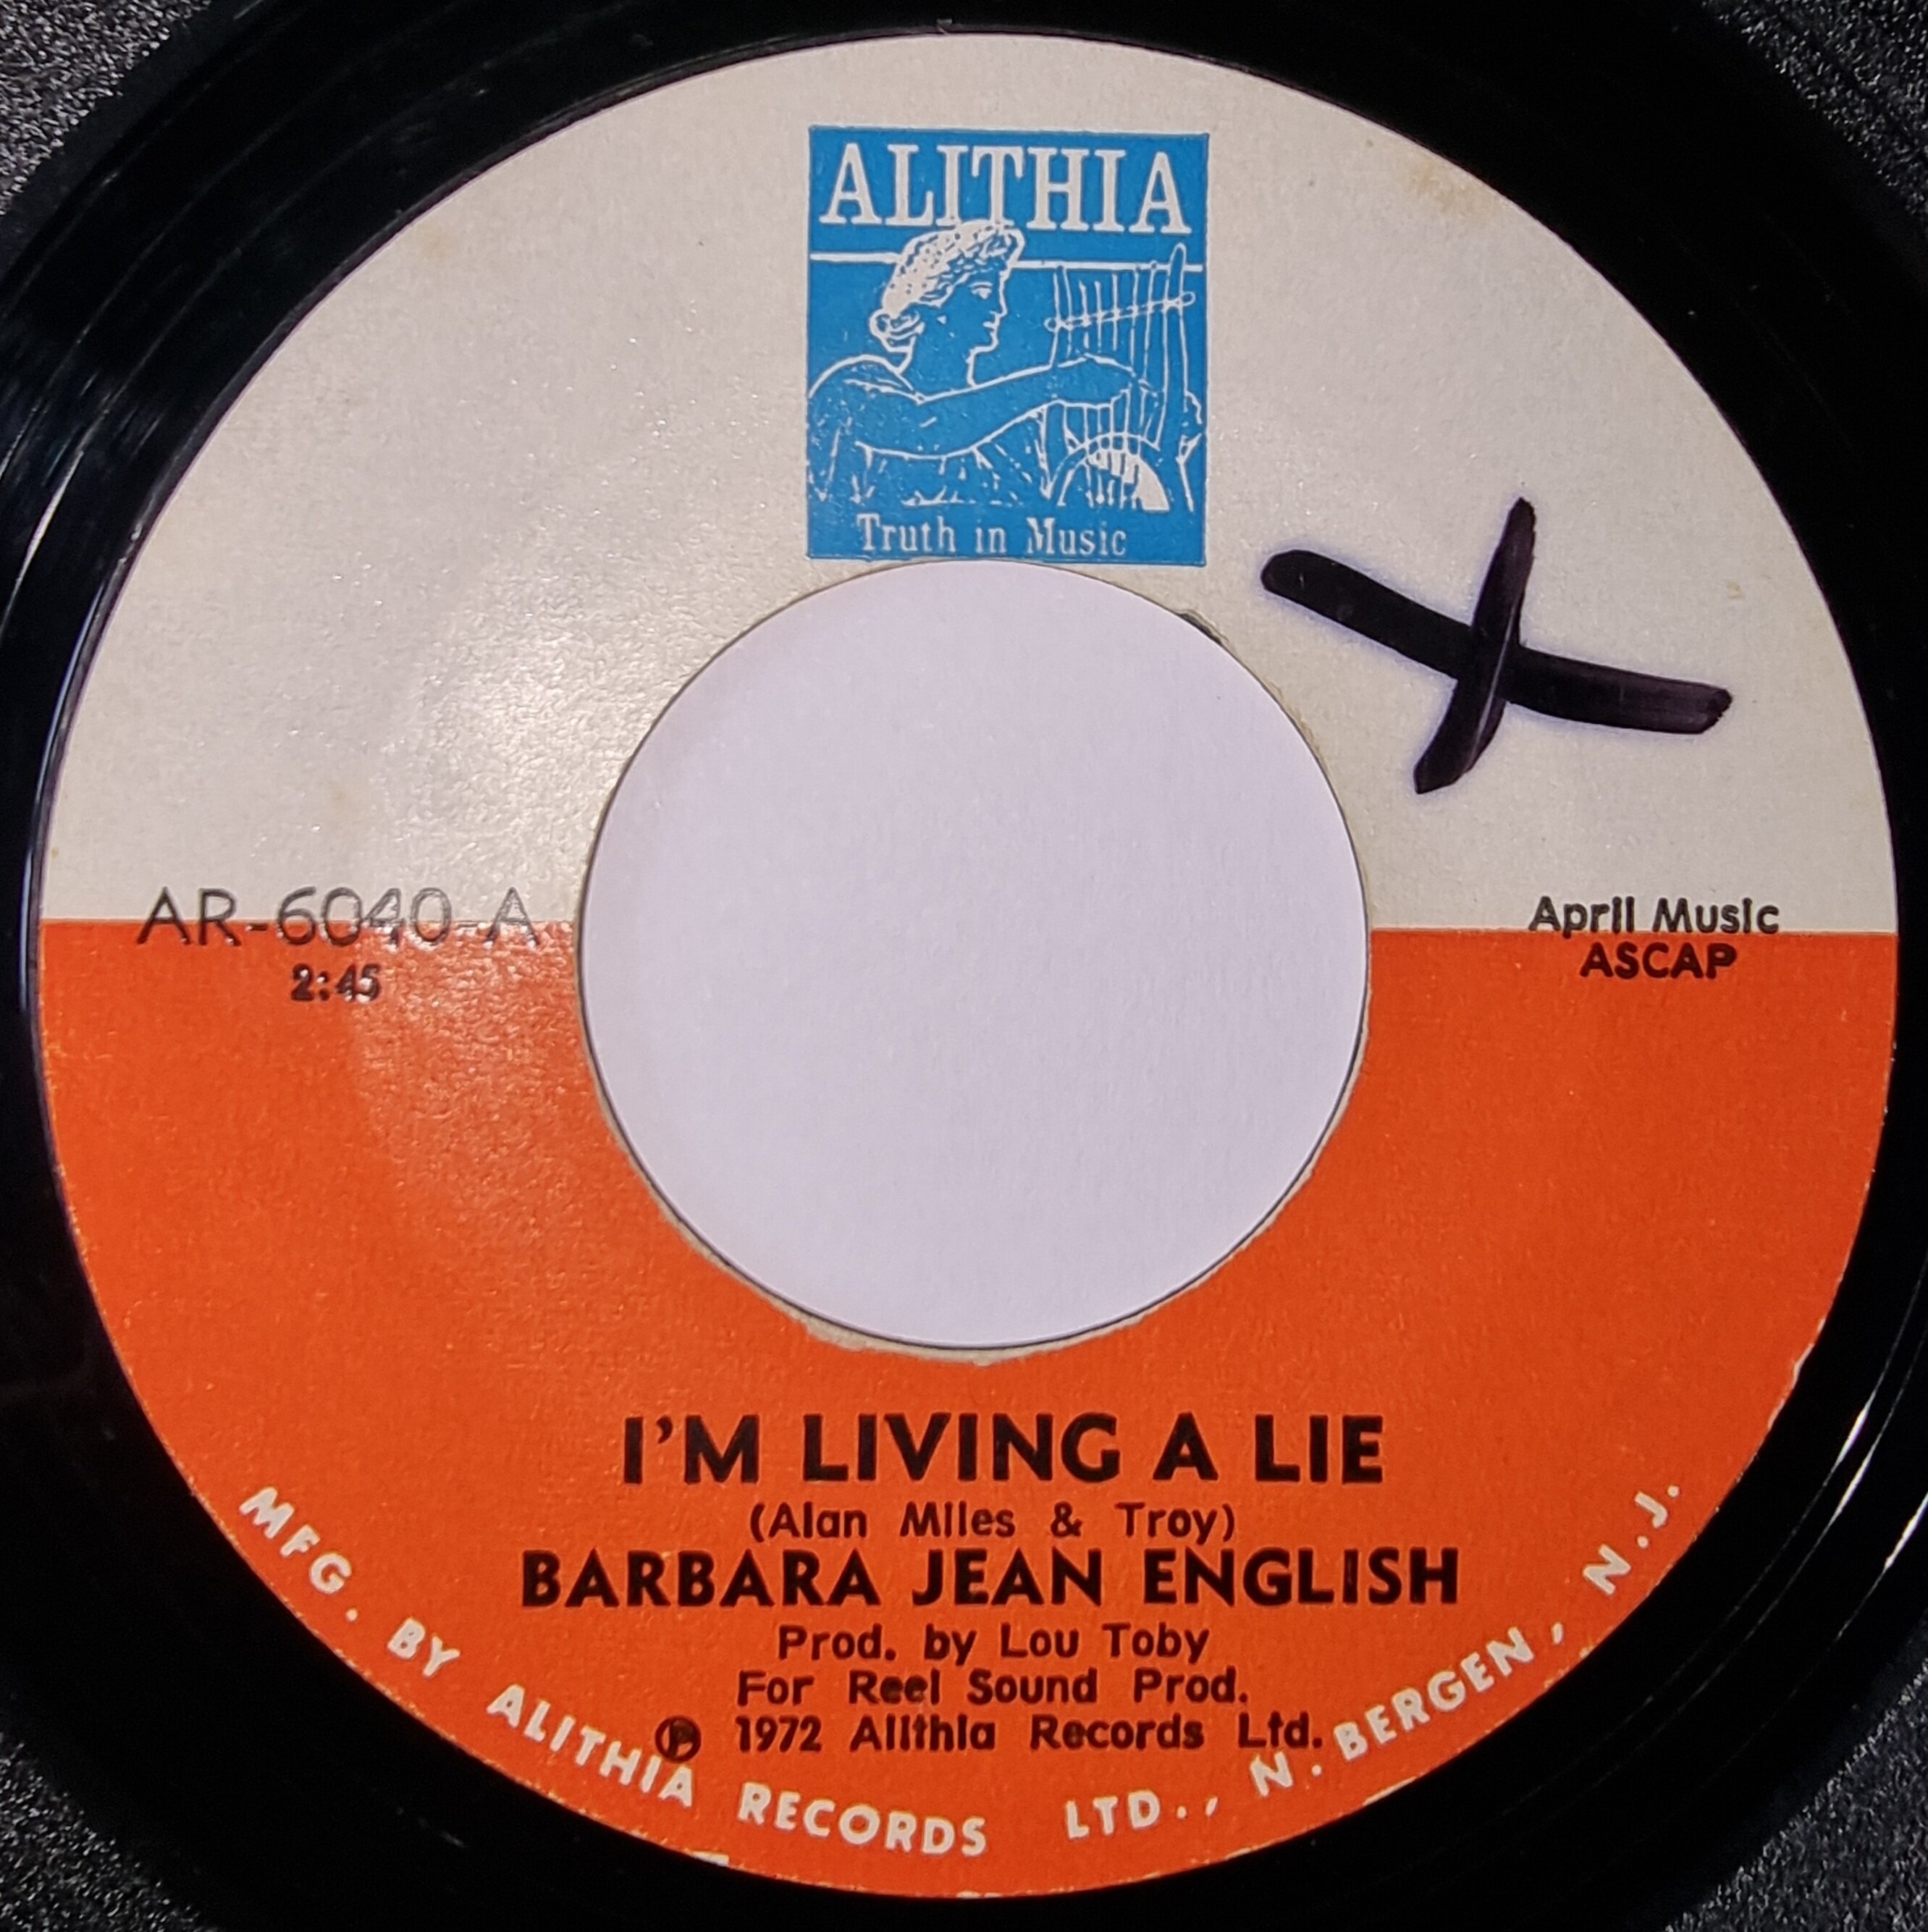 ALITHIA
Truth in Music
AR-6040-A
2:45
April Music
ASCAP
I'M LIVING A LIE
(Alan Miles & Troy)
BARBARA JEAN ENGLISH
Prod. by Lou Toby
For Reel Sound Prod.
Ⓟ 1972 Alithia Records Ltd.
MFG. BY ALITHIA RECORDS LTD., N. BERGEN, N.J.